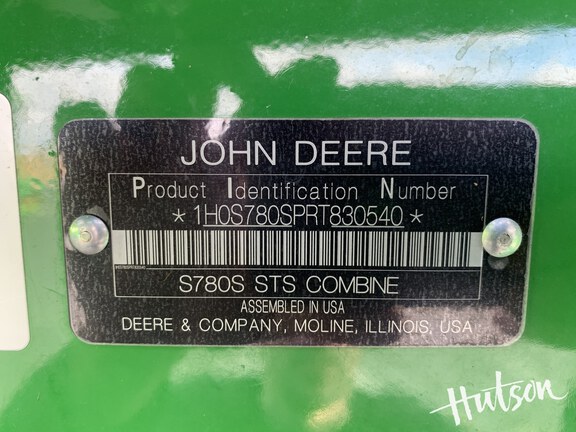 JOHN DEERE
Product Identification Number
*1H0S780SPRT830540*
S780S STS COMBINE
ASSEMBLED IN USA
DEERE & COMPANY, MOLINE, ILLINOIS, USA
Hutson